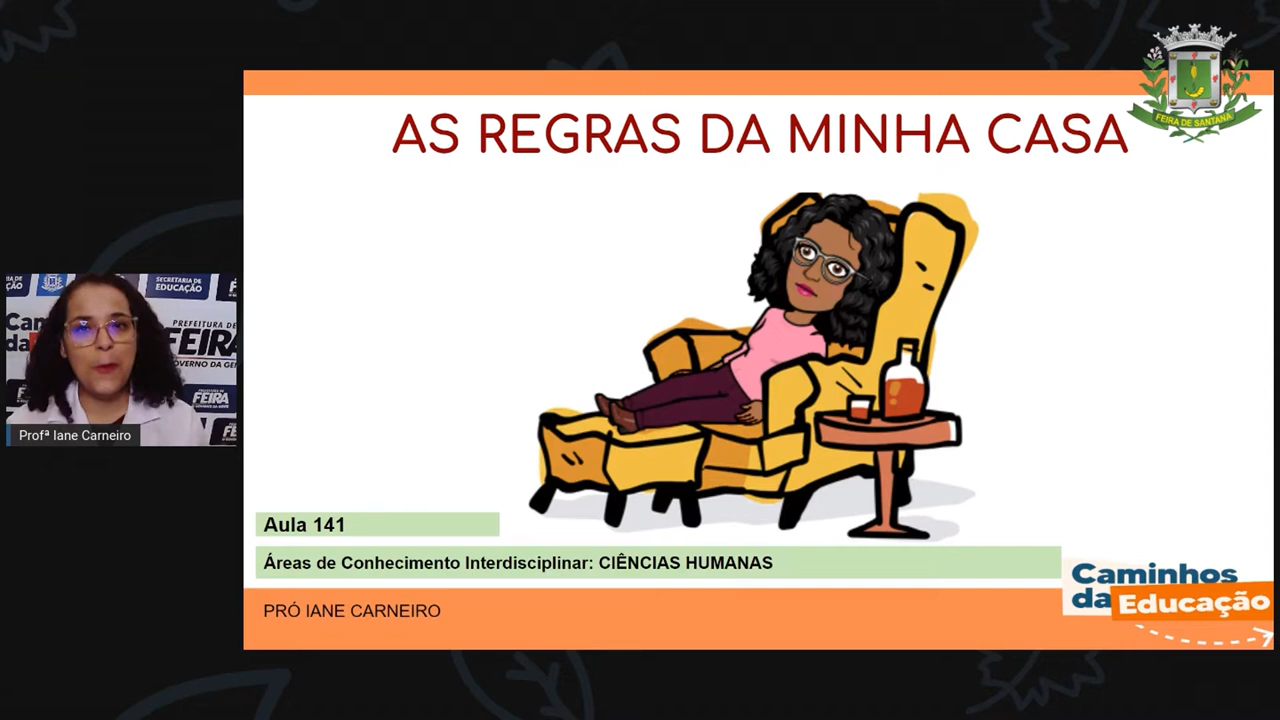 AS REGRAS DA MINHA CASA
FEIRA DE SANTANA
SECRETARIA DE
EDUCAÇÃO
PREFEITURA DE
FEIRA
FEIRA
Profª Iane Carneiro
Aula 141
Áreas de Conhecimento Interdisciplinar: CIÊNCIAS HUMANAS
PRÓ IANE CARNEIRO
Caminhos
da Educação